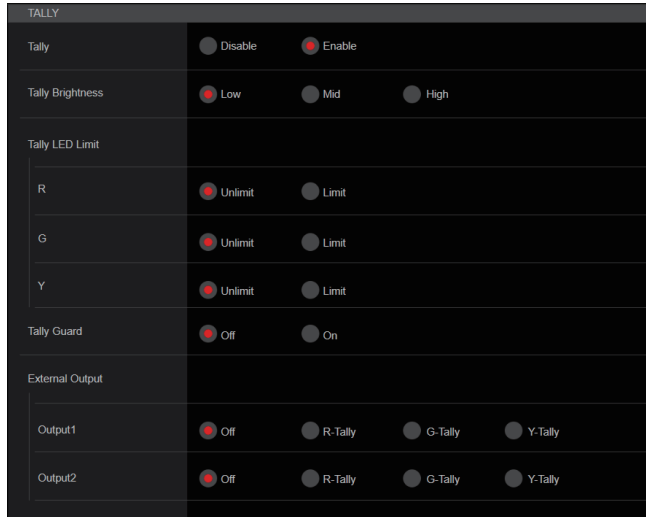 TALLY
Tally Disable Enable
Tally Brightness Low Mid High
Tally LED Limit
R Unlimit Limit
G Unlimit Limit
Y Unlimit Limit
Tally Guard Off On
External Output
Output1 Off R-Tally G-Tally Y-Tally
Output2 Off R-Tally G-Tally Y-Tally